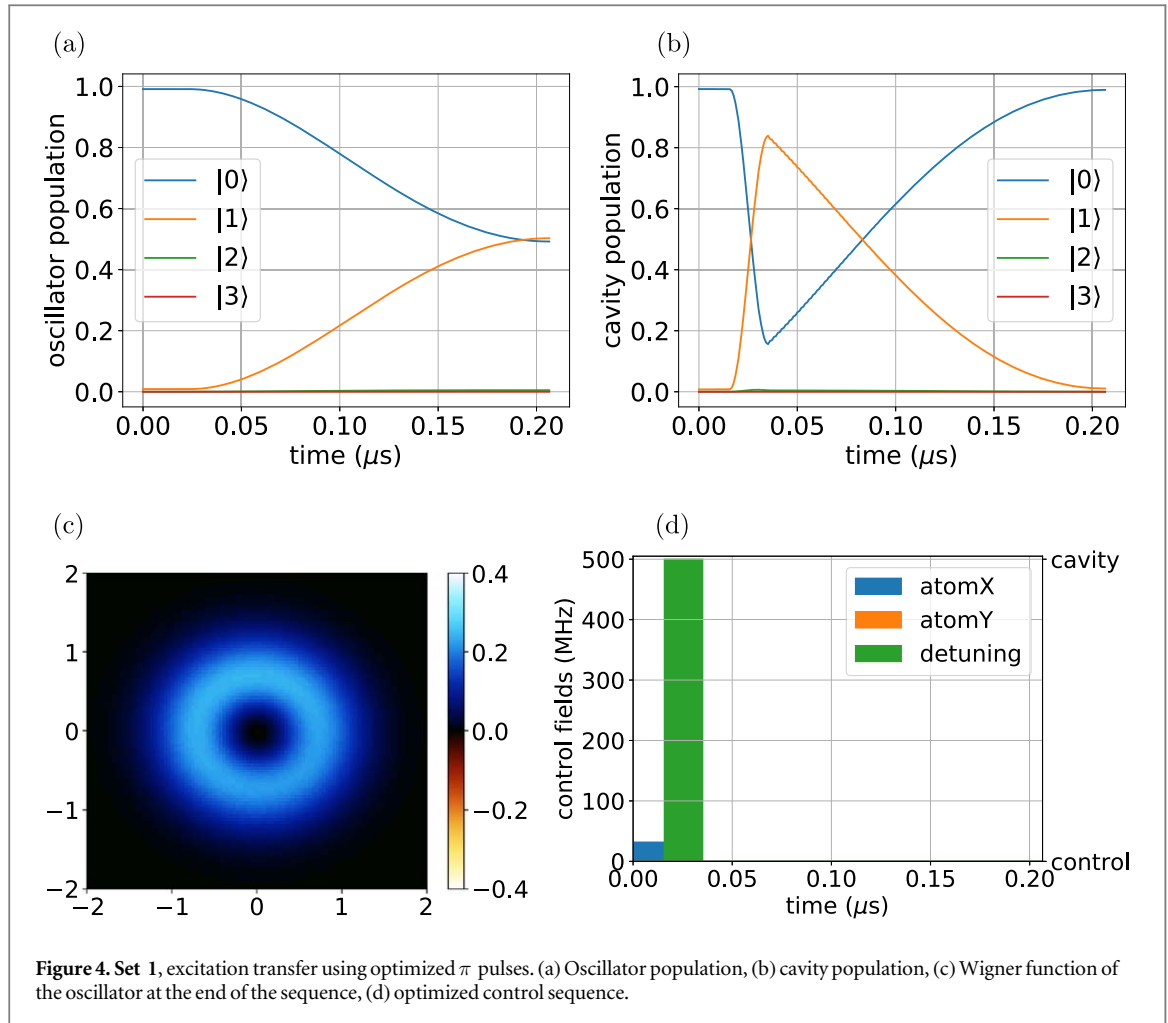 (a)
1.0
0.8
0.6
0.4
0.2
0.0
oscillator population
|0⟩
|1⟩
|2⟩
|3⟩
0.00 0.05 0.10 0.15 0.20
time (μs)
(b)
1.0
0.8
0.6
0.4
0.2
0.0
cavity population
|0⟩
|1⟩
|2⟩
|3⟩
0.00 0.05 0.10 0.15 0.20
time (μs)
(c)
2
1
0
−1
−2
−2 −1 0 1 2
0.4
0.2
0.0
−0.2
−0.4
(d)
500
400
300
200
100
0
control fields (MHz)
atomX
atomY
detuning
cavity
control
0.00 0.05 0.10 0.15 0.20
time (μs)
Figure 4. Set 1, excitation transfer using optimized π pulses. (a) Oscillator population, (b) cavity population, (c) Wigner function of
the oscillator at the end of the sequence, (d) optimized control sequence.